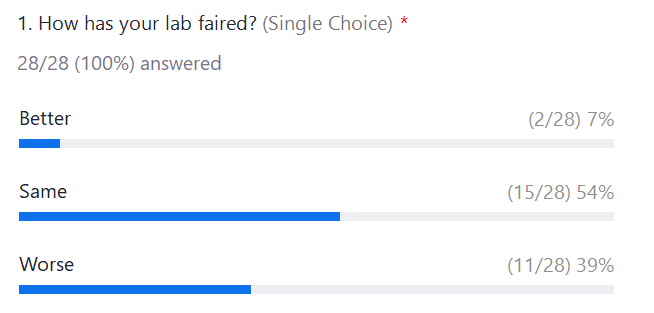 1. How has your lab faired? (Single Choice) *
28/28 (100%) answered
Better (2/28) 7%
Same (15/28) 54%
Worse (11/28) 39%